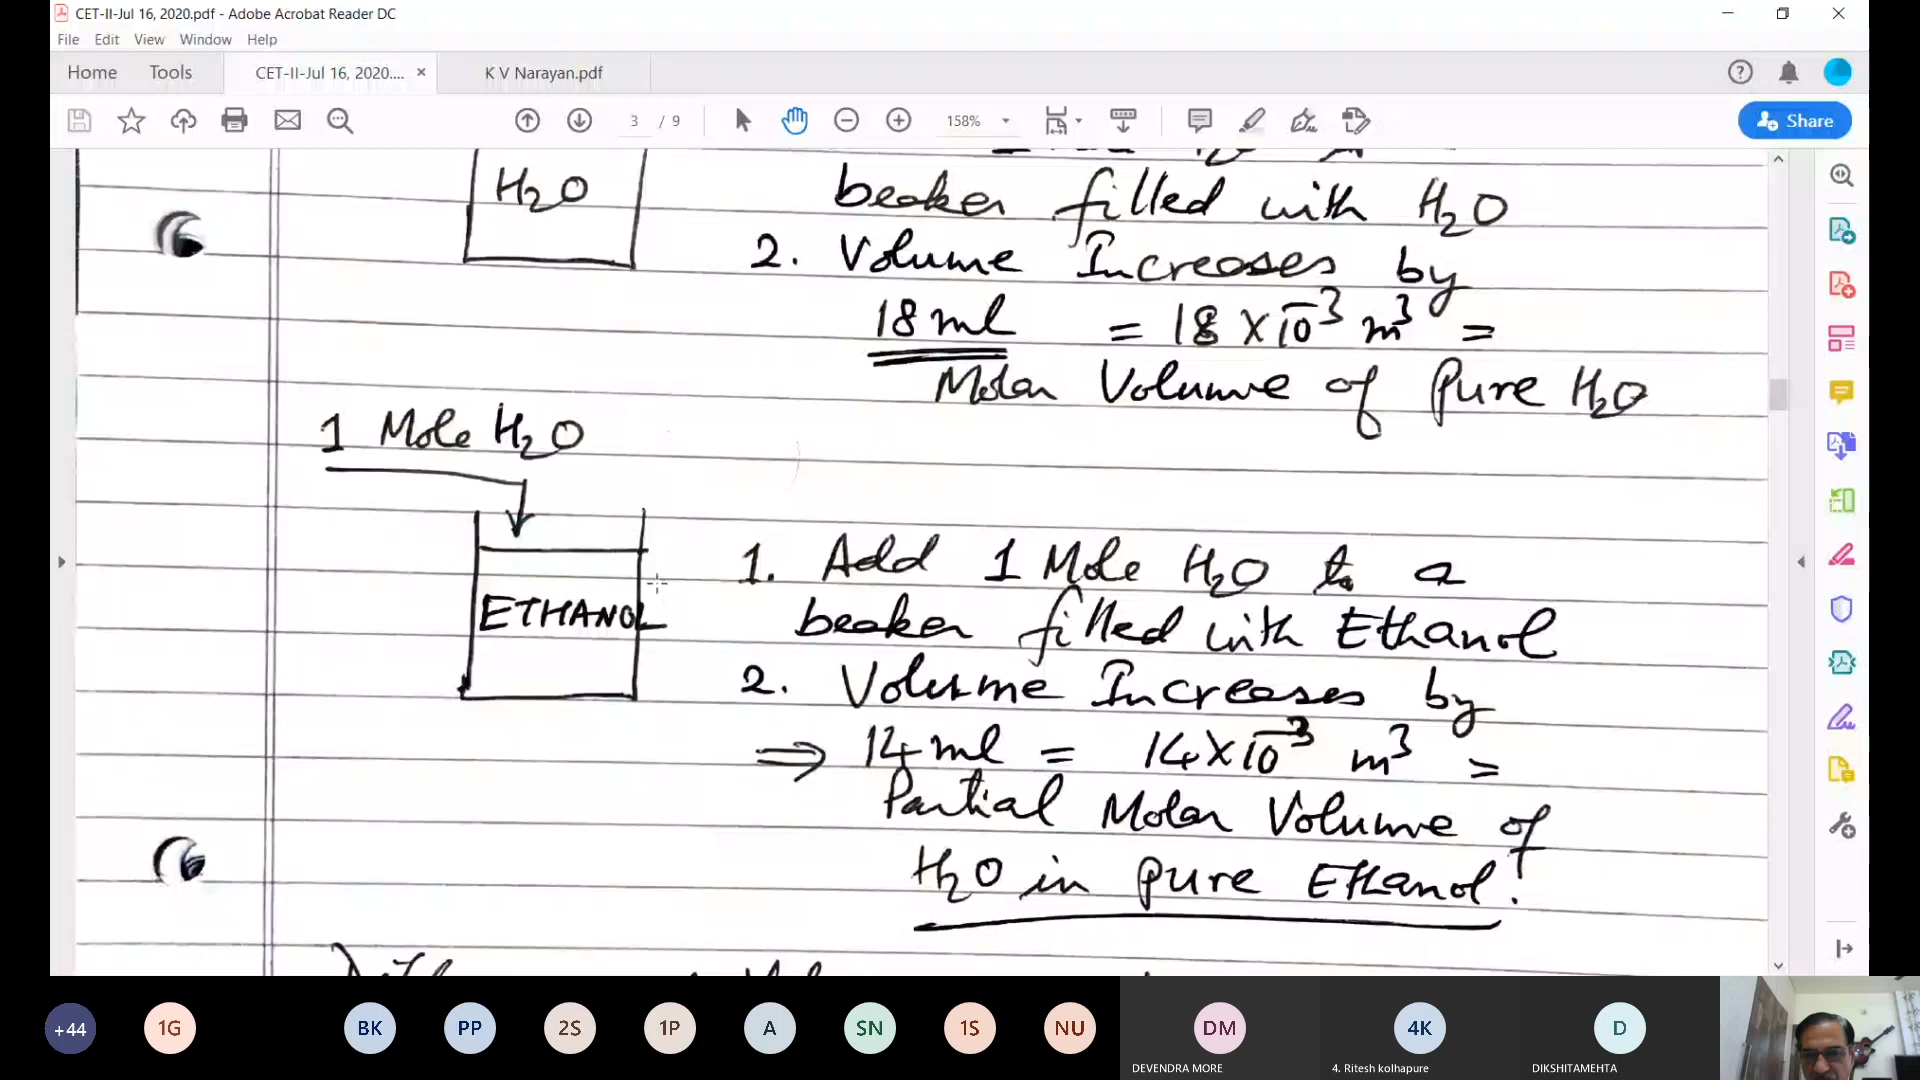 CET-II-Jul 16, 2020.pdf - Adobe Acrobat Reader DC
File Edit View Window Help
Home Tools CET-II-Jul 16, 2020.... × K V Narayan.pdf
3 / 9 158% Share
H₂O
beaker filled with H₂O
2. Volume Increases by
18 ml = 18 × 10⁻³ m³ =
Molar Volume of Pure H₂O
1 Mole H₂O
ETHANOL
1. Add 1 Mole H₂O to a
beaker filled with Ethanol
2. Volume Increases by
⇒ 14 ml = 14 × 10⁻³ m³ =
Partial Molar Volume of
H₂O in pure Ethanol.
+44 1G BK PP 2S 1P A SN 1S NU DM 4K D
DEVENDRA MORE 4. Ritesh kolhapure DIKSHITAMEHTA